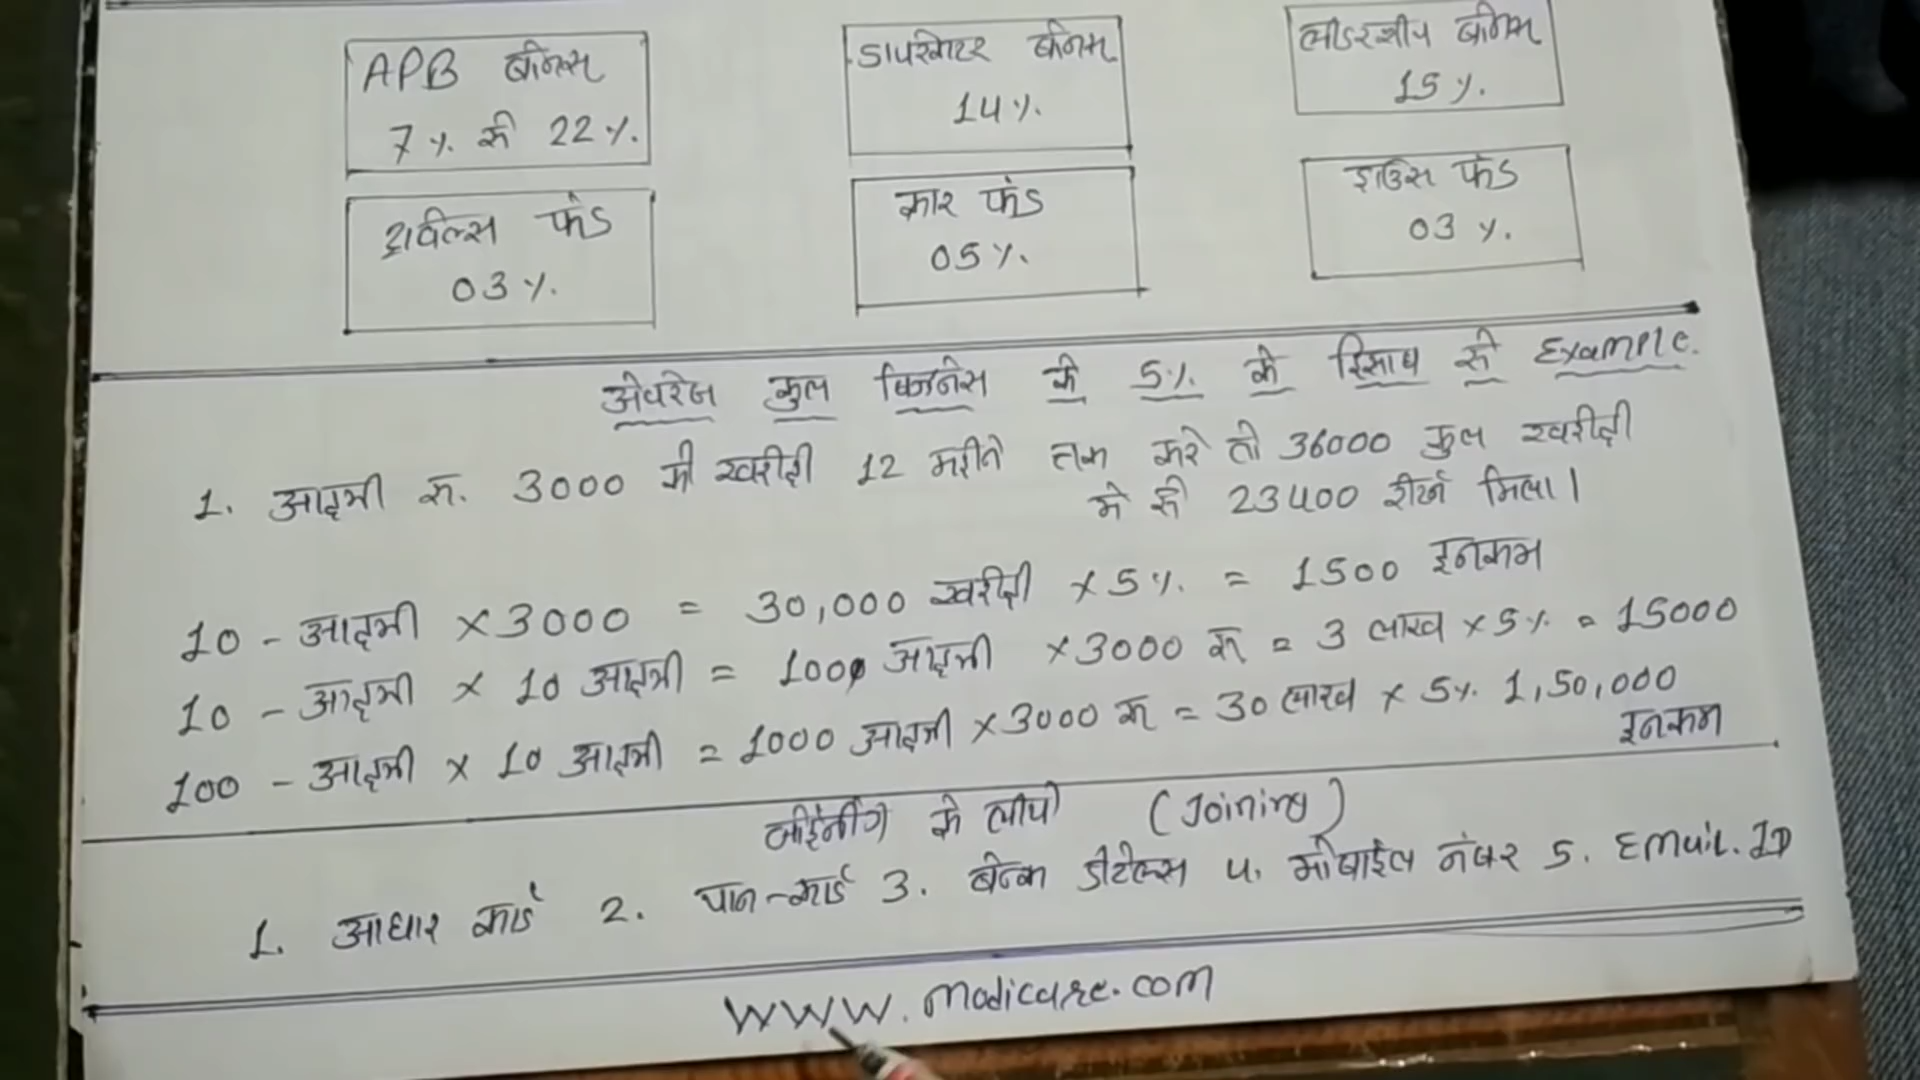 APB बोनस
7 % से 22 %.
डायरेक्टर बोनस
14 %.
लीडरशीप बोनस
15 %.
ट्रावेल्स फंड
03 %.
कार फंड
05 %.
हाउस फंड
03 %.
अेवरेज कुल बिजनेस के 5% के हिसाब से Example.
1. आदमी रू. 3000 की खरीदी 12 महीने तक करे तो 36000 कुल खरीदी
मे से 23400 रीर्टन मिला।
10 - आदमी × 3000 = 30,000 खरीदी × 5 % = 1500 इनकम
10 - आदमी × 10 आदमी = 100 आदमी × 3000 रू = 3 लाख × 5% = 15000
100 - आदमी × 10 आदमी = 1000 आदमी × 3000 रू = 30 लाख × 5% 1,50,000
इनकम
जोईनींग के लीये (Joining)
1. आधार कार्ड 2. पान-कार्ड 3. बेन्क डीटेल्स 4. मोबाईल नंबर 5. Email. ID
www.modicare.com